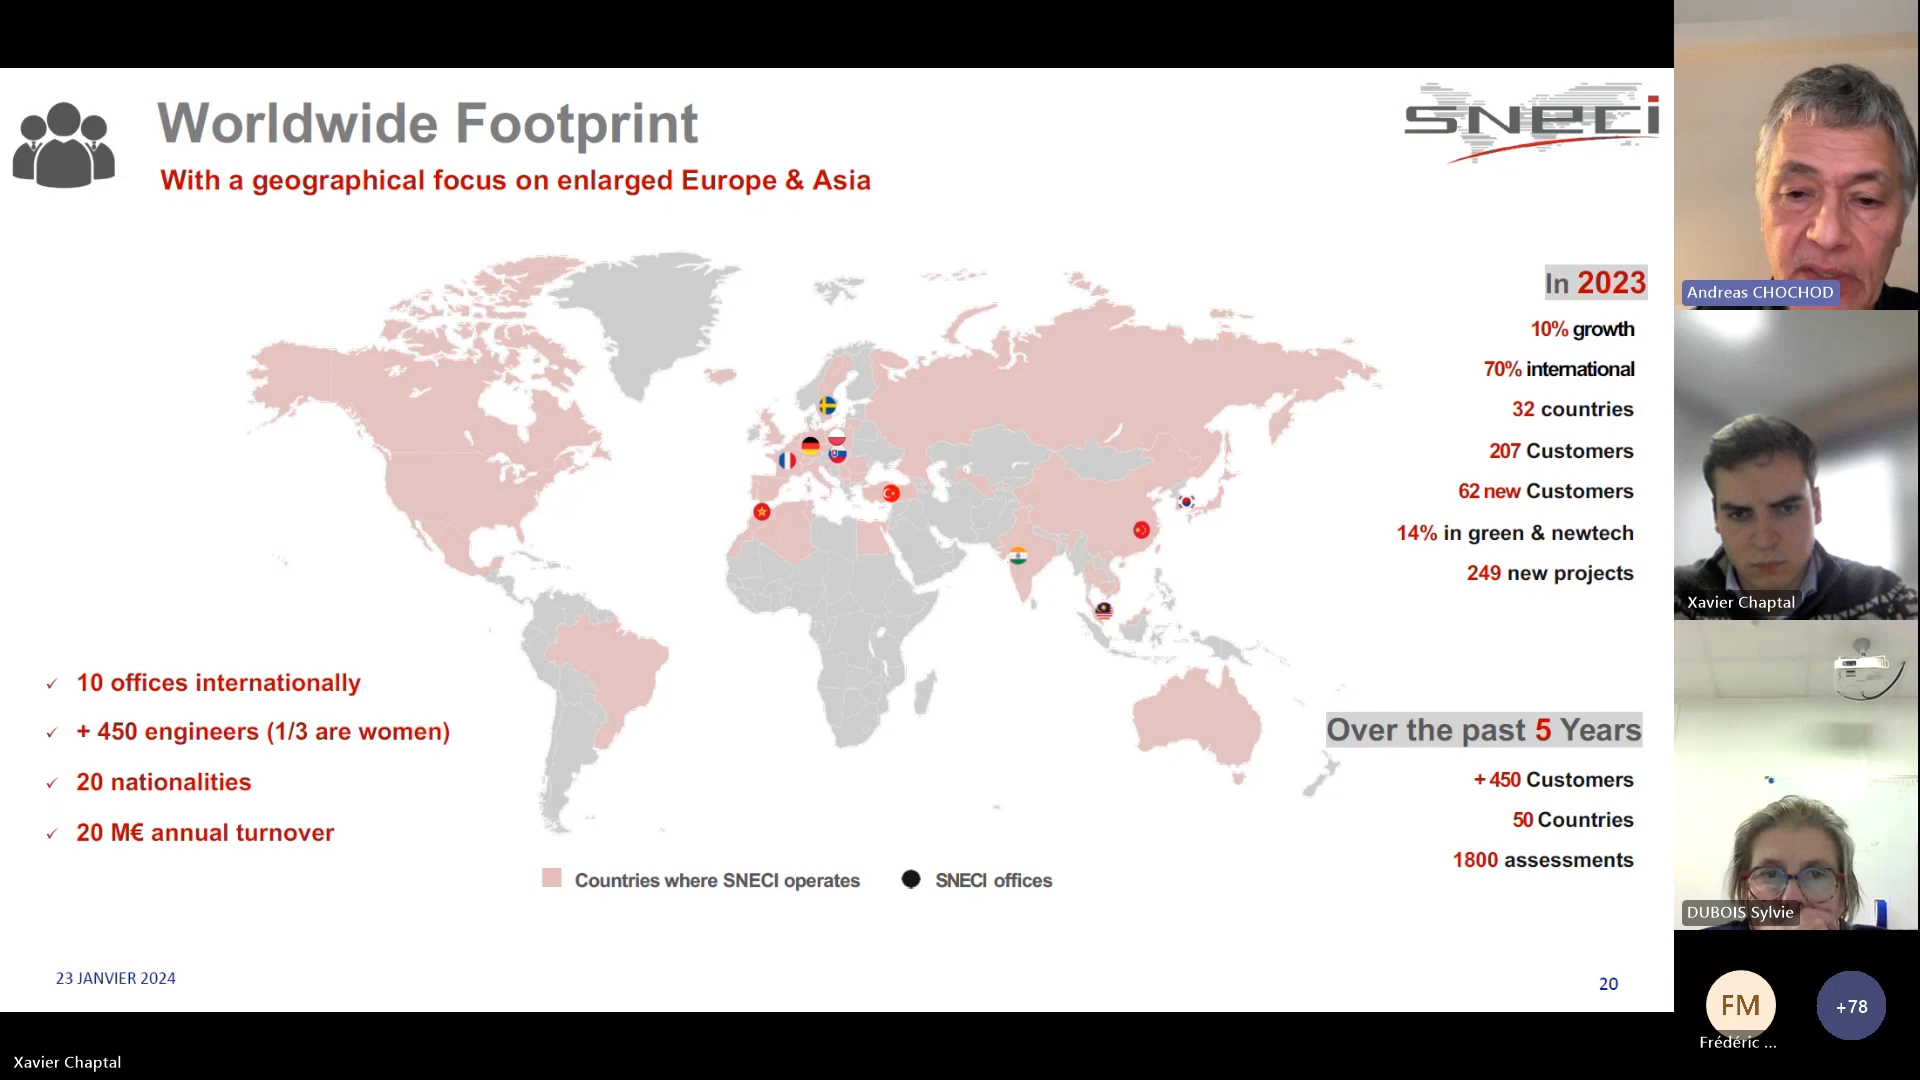 Worldwide Footprint
With a geographical focus on enlarged Europe & Asia
SNECI
In 2023
10% growth
70% international
32 countries
207 Customers
62 new Customers
14% in green & newtech
249 new projects
✓ 10 offices internationally
✓ + 450 engineers (1/3 are women)
✓ 20 nationalities
✓ 20 M€ annual turnover
Over the past 5 Years
+ 450 Customers
50 Countries
1800 assessments
Countries where SNECI operates
SNECI offices
23 JANVIER 2024
20
Xavier Chaptal
Andreas CHOCHOD
Xavier Chaptal
DUBOIS Sylvie
FM
Frédéric ...
+78